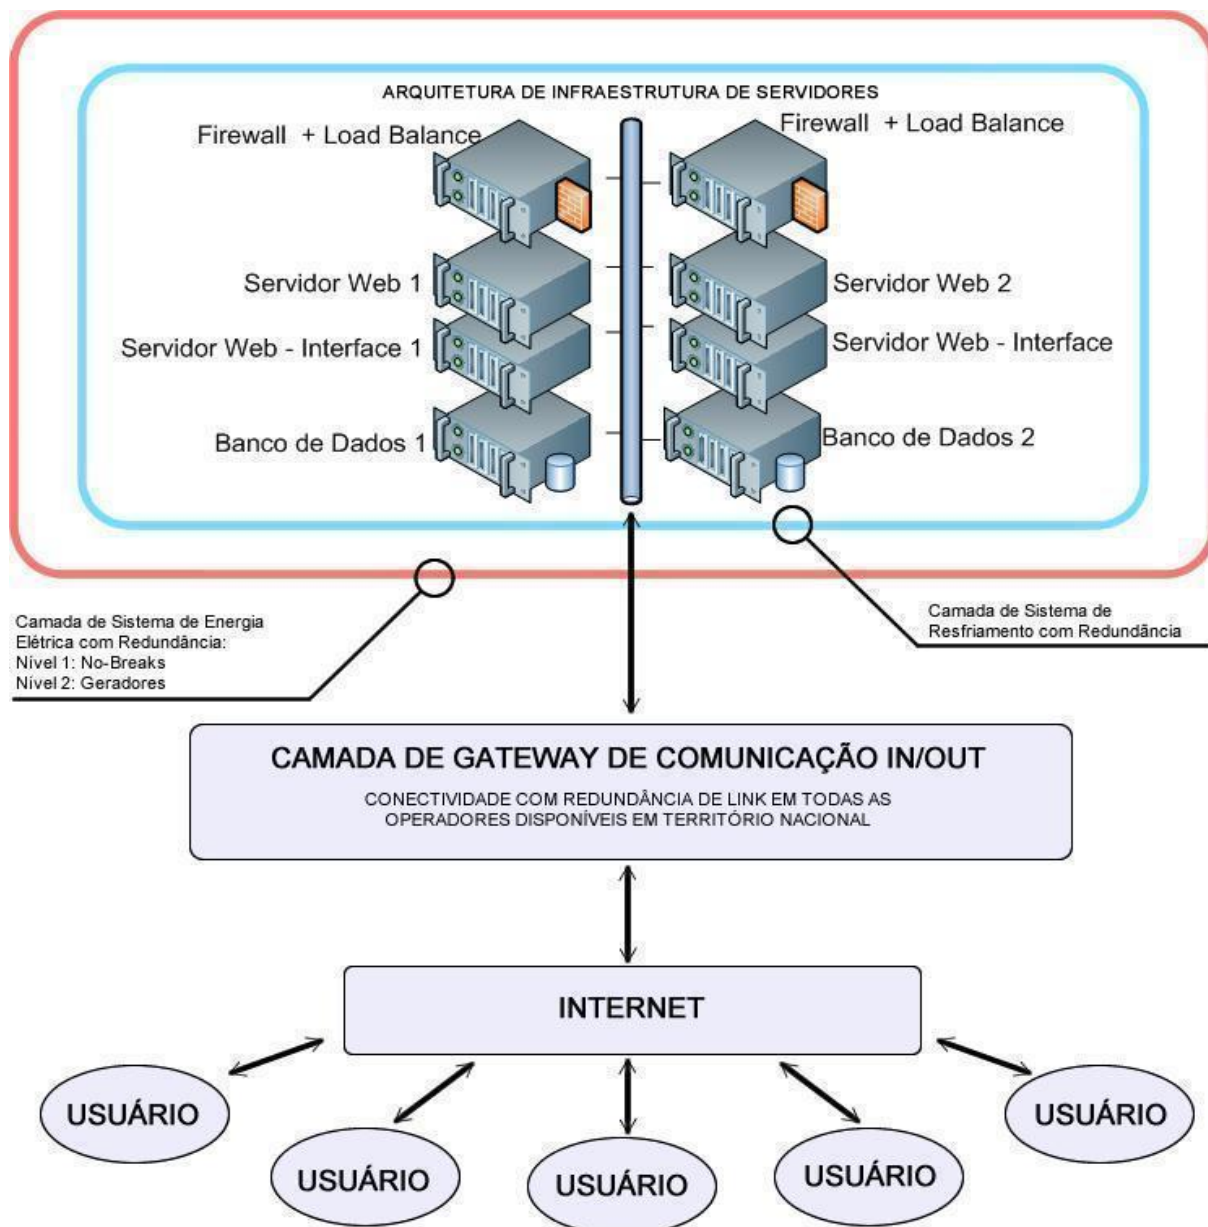 ARQUITETURA DE INFRAESTRUTURA DE SERVIDORES
Firewall + Load Balance
Firewall + Load Balance
Servidor Web 1
Servidor Web 2
Servidor Web - Interface 1
Servidor Web - Interface
Banco de Dados 1
Banco de Dados 2
Camada de Sistema de Energia
Elétrica com Redundância:
Nível 1: No-Breaks
Nível 2: Geradores
Camada de Sistema de
Resfriamento com Redundância
CAMADA DE GATEWAY DE COMUNICAÇÃO IN/OUT
CONECTIVIDADE COM REDUNDÂNCIA DE LINK EM TODAS AS
OPERADORES DISPONÍVEIS EM TERRITÓRIO NACIONAL
INTERNET
USUÁRIO
USUÁRIO
USUÁRIO
USUÁRIO
USUÁRIO